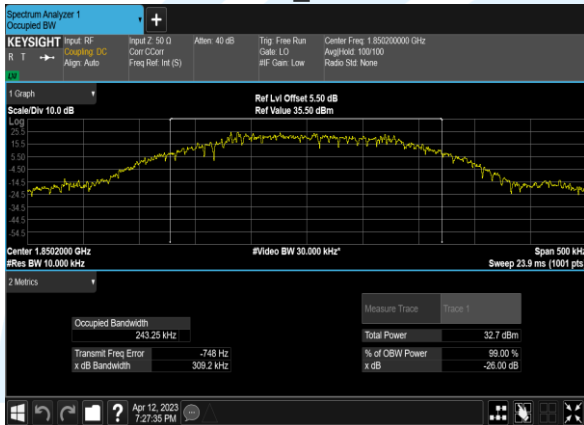 Spectrum Analyzer 1
Occupied BW
KEYSIGHT Input: RF Input Z: 50 Ω Atten: 40 dB Trig: Free Run Center Freq: 1.850200000 GHz
R T Coupling: DC Corr CCorr Gate: LO Avg|Hold: 100/100
Align: Auto Freq Ref: Int (S) #IF Gain: Low Radio Std: None
1 Graph
Scale/Div 10.0 dB Ref Lvl Offset 5.50 dB
Ref Value 35.50 dBm
Log
25.5
15.5
5.50
-4.50
-14.5
-24.5
-34.5
-44.5
-54.5
Center 1.8502000 GHz #Video BW 30.000 kHz* Span 500 kHz
#Res BW 10.000 kHz Sweep 23.9 ms (1001 pts
2 Metrics
Measure Trace Trace 1
Occupied Bandwidth
243.25 kHz Total Power 32.7 dBm
Transmit Freq Error -748 Hz % of OBW Power 99.00 %
x dB Bandwidth 309.2 kHz x dB -26.00 dB
? Apr 12, 2023
7:27:35 PM